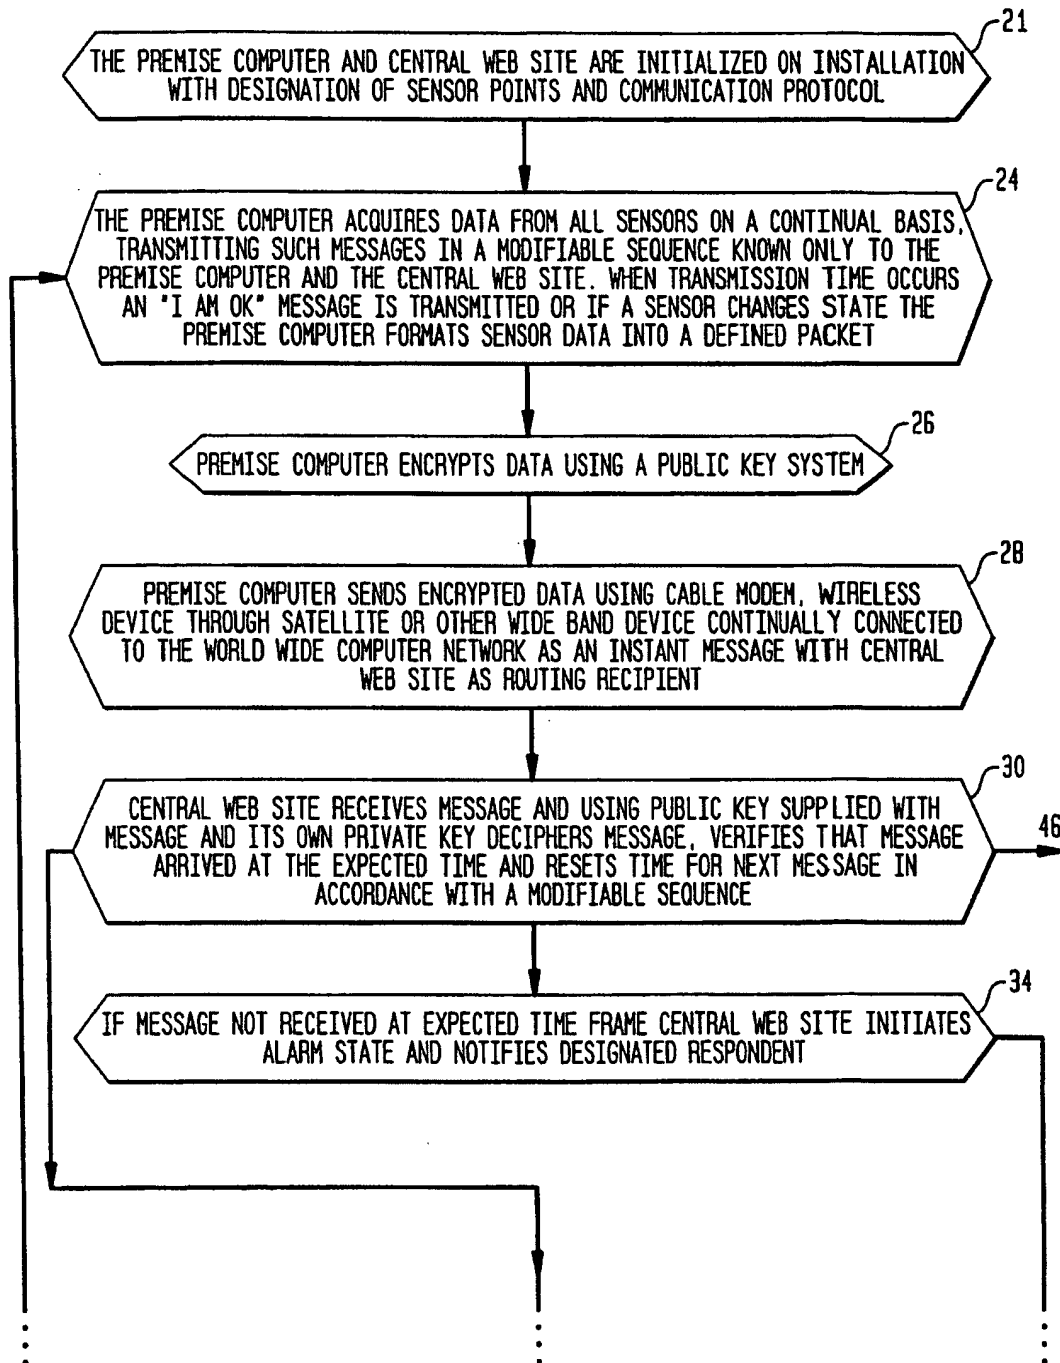 21
THE PREMISE COMPUTER AND CENTRAL WEB SITE ARE INITIALIZED ON INSTALLATION
WITH DESIGNATION OF SENSOR POINTS AND COMMUNICATION PROTOCOL
24
THE PREMISE COMPUTER ACQUIRES DATA FROM ALL SENSORS ON A CONTINUAL BASIS,
TRANSMITTING SUCH MESSAGES IN A MODIFIABLE SEQUENCE KNOWN ONLY TO THE
PREMISE COMPUTER AND THE CENTRAL WEB SITE. WHEN TRANSMISSION TIME OCCURS
AN "I AM OK" MESSAGE IS TRANSMITTED OR IF A SENSOR CHANGES STATE THE
PREMISE COMPUTER FORMATS SENSOR DATA INTO A DEFINED PACKET
26
PREMISE COMPUTER ENCRYPTS DATA USING A PUBLIC KEY SYSTEM
28
PREMISE COMPUTER SENDS ENCRYPTED DATA USING CABLE MODEM, WIRELESS
DEVICE THROUGH SATELLITE OR OTHER WIDE BAND DEVICE CONTINUALLY CONNECTED
TO THE WORLD WIDE COMPUTER NETWORK AS AN INSTANT MESSAGE WITH CENTRAL
WEB SITE AS ROUTING RECIPIENT
30
CENTRAL WEB SITE RECEIVES MESSAGE AND USING PUBLIC KEY SUPPLIED WITH
MESSAGE AND ITS OWN PRIVATE KEY DECIPHERS MESSAGE, VERIFIES THAT MESSAGE
ARRIVED AT THE EXPECTED TIME AND RESETS TIME FOR NEXT MESSAGE IN
ACCORDANCE WITH A MODIFIABLE SEQUENCE
46
34
IF MESSAGE NOT RECEIVED AT EXPECTED TIME FRAME CENTRAL WEB SITE INITIATES
ALARM STATE AND NOTIFIES DESIGNATED RESPONDENT